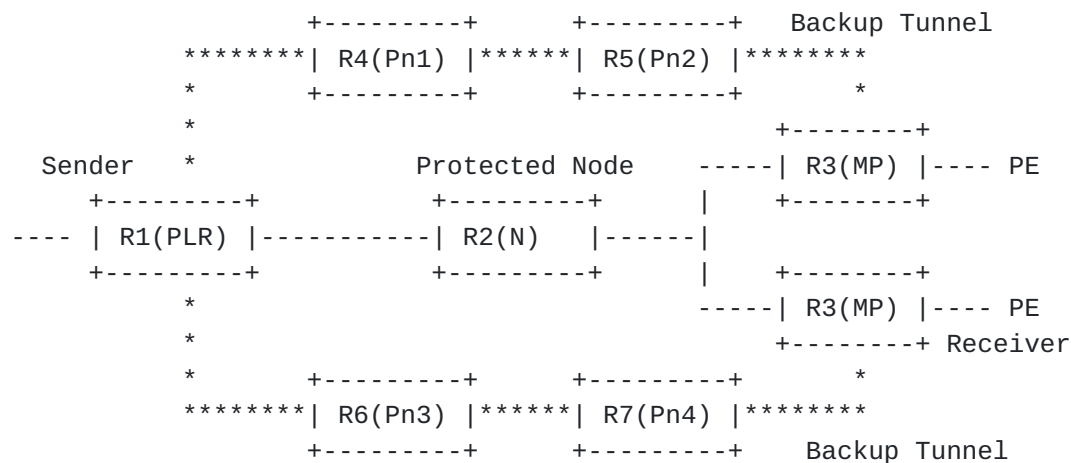 Backup Tunnel
R4(Pn1) R5(Pn2)
Sender Protected Node R3(MP) PE
R1(PLR) R2(N)
R3(MP) PE
Receiver
R6(Pn3) R7(Pn4)
Backup Tunnel